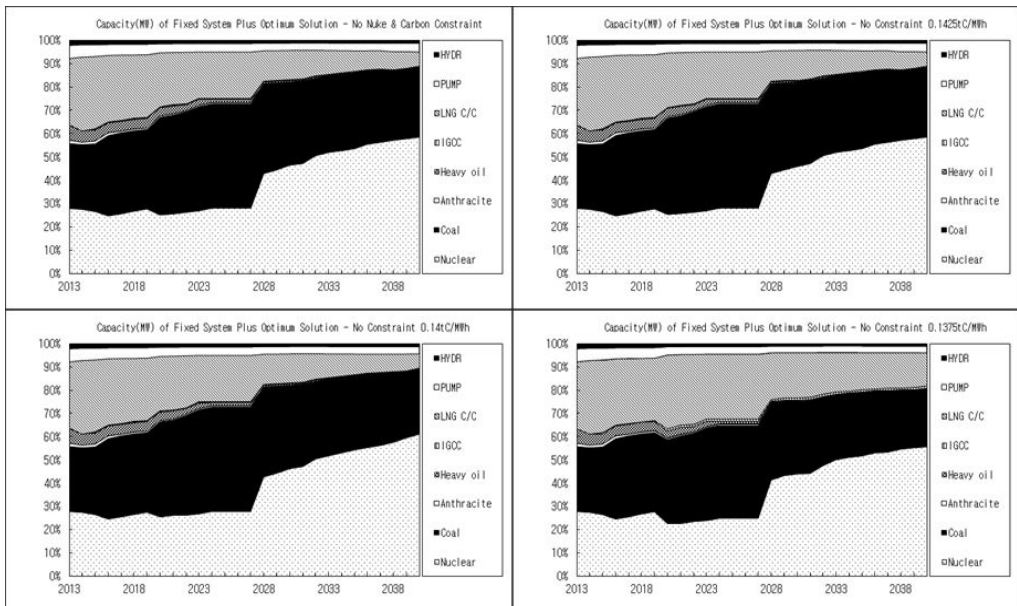 Capacity(MW) of Fixed System Plus Optimum Solution - No Nuke & Carbon Constraint
100%
90%
80%
70%
60%
50%
40%
30%
20%
10%
0%
2013 2018 2023 2028 2033 2038
HYDR
PUMP
LNG C/C
IGCC
Heavy oil
Anthracite
Coal
Nuclear
Capacity(MW) of Fixed System Plus Optimum Solution - No Constraint 0.1425tC/MWh
100%
90%
80%
70%
60%
50%
40%
30%
20%
10%
0%
2013 2018 2023 2028 2033 2038
HYDR
PUMP
LNG C/C
IGCC
Heavy oil
Anthracite
Coal
Nuclear
Capacity(MW) of Fixed System Plus Optimum Solution - No Constraint 0.14tC/MWh
100%
90%
80%
70%
60%
50%
40%
30%
20%
10%
0%
2013 2018 2023 2028 2033 2038
HYDR
PUMP
LNG C/C
IGCC
Heavy oil
Anthracite
Coal
Nuclear
Capacity(MW) of Fixed System Plus Optimum Solution - No Constraint 0.1375tC/MWh
100%
90%
80%
70%
60%
50%
40%
30%
20%
10%
0%
2013 2018 2023 2028 2033 2038
HYDR
PUMP
LNG C/C
IGCC
Heavy oil
Anthracite
Coal
Nuclear